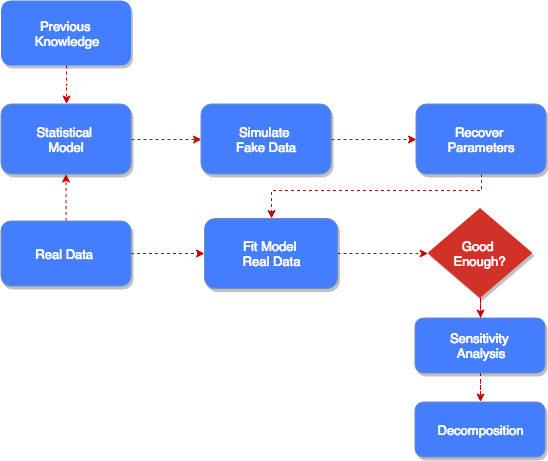 Previous
Knowledge
Statistical
Model
Simulate
Fake Data
Recover
Parameters
Real Data
Fit Model
Real Data
Good
Enough?
Sensitivity
Analysis
Decomposition